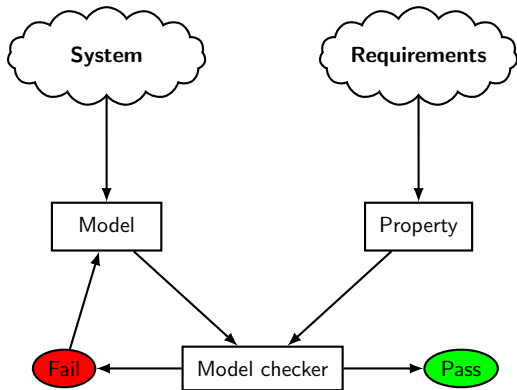 System
Requirements
Model
Property
Fail
Model checker
Pass